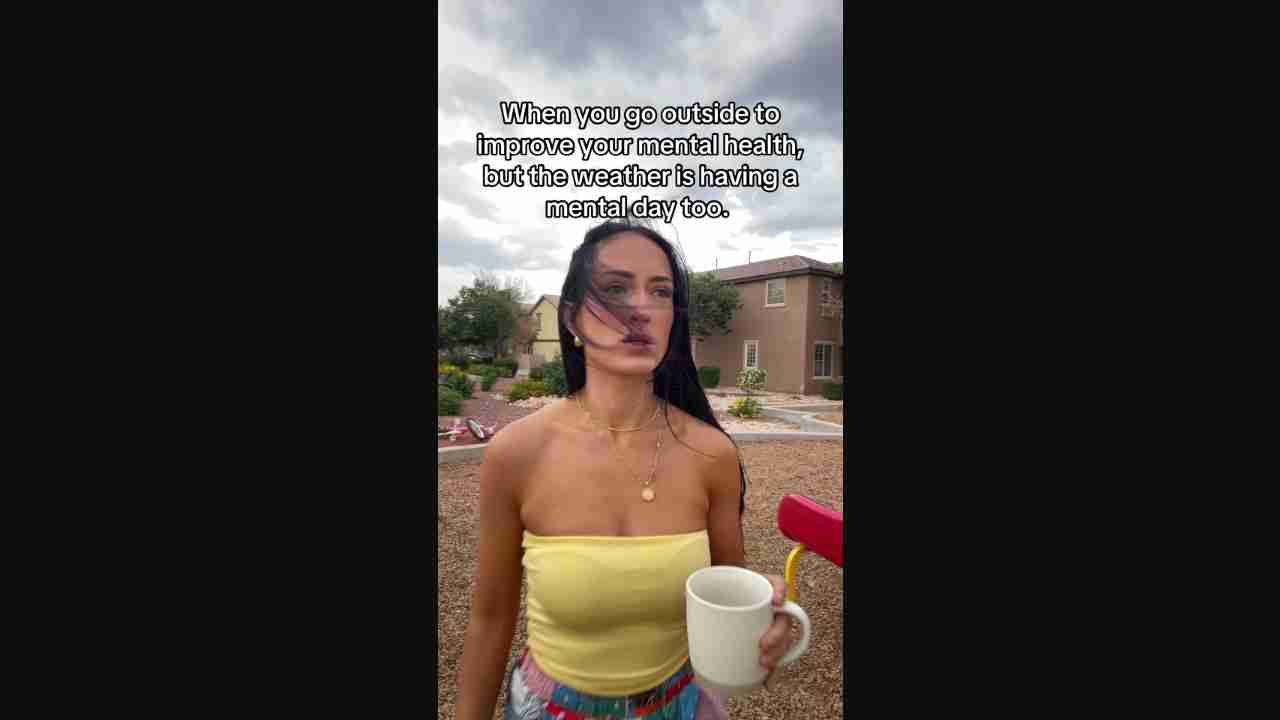 When you go outside to
improve your mental health,
but the weather is having a
mental day too.